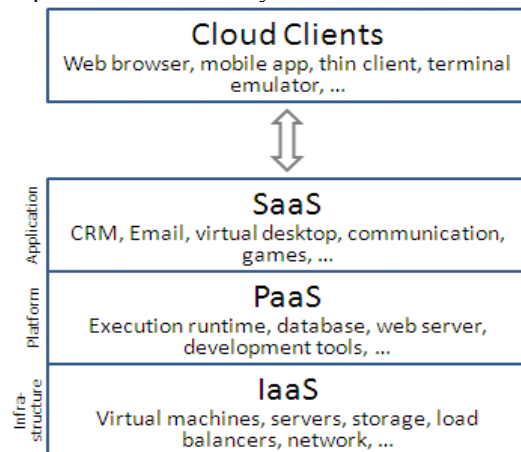 Cloud Clients
Web browser, mobile app, thin client, terminal
emulator, ...
Application
SaaS
CRM, Email, virtual desktop, communication,
games, ...
Platform
PaaS
Execution runtime, database, web server,
development tools, ...
Infra-
structure
IaaS
Virtual machines, servers, storage, load
balancers, network, ...